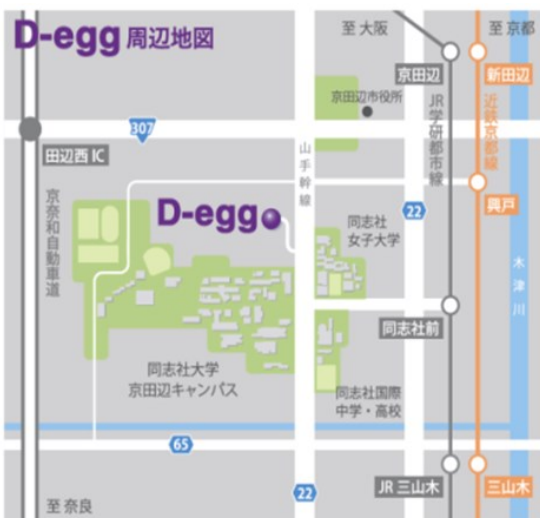 D-egg 周辺地図
至 大阪
至 京都
京田辺
新田辺
京田辺市役所
307
田辺西 IC
山手幹線
JR学研都市線
近鉄京都線
京奈和自動車道
D-egg
22
興戸
同志社
女子大学
木津川
同志社前
同志社大学
京田辺キャンパス
同志社国際
中学・高校
65
22
JR 三山木
三山木
至 奈良